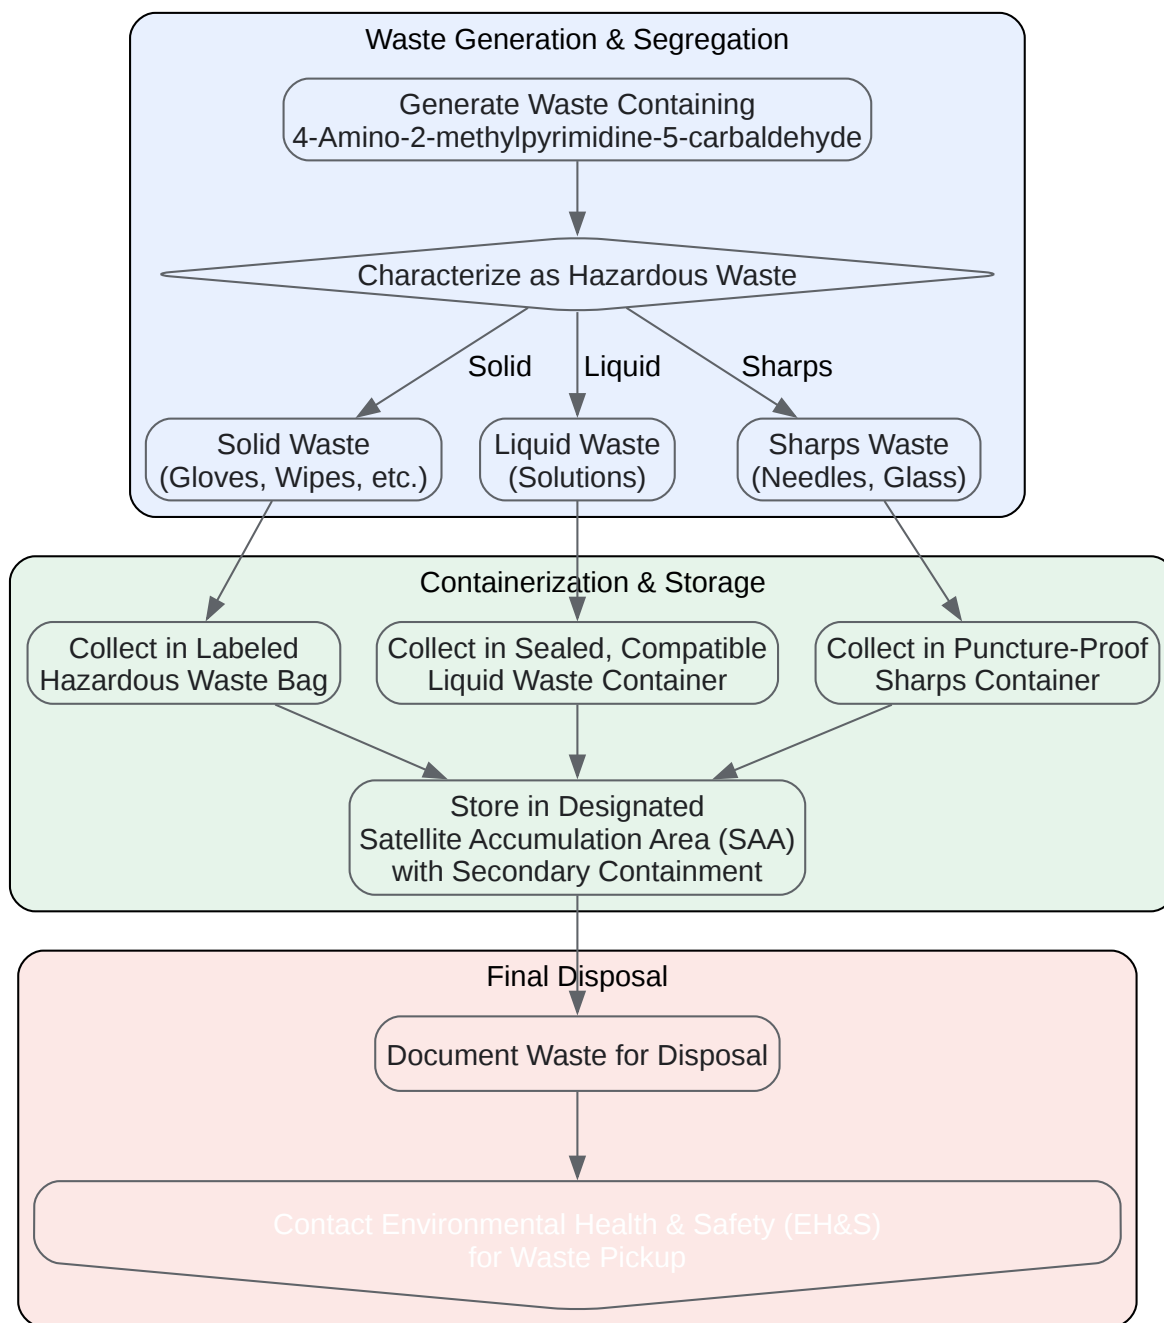 Waste Generation & Segregation
Generate Waste Containing
4-Amino-2-methylpyrimidine-5-carbaldehyde
Characterize as Hazardous Waste
Solid
Liquid
Sharps
Solid Waste
(Gloves, Wipes, etc.)
Liquid Waste
(Solutions)
Sharps Waste
(Needles, Glass)
Containerization & Storage
Collect in Labeled
Hazardous Waste Bag
Collect in Sealed, Compatible
Liquid Waste Container
Collect in Puncture-Proof
Sharps Container
Store in Designated
Satellite Accumulation Area (SAA)
with Secondary Containment
Final Disposal
Document Waste for Disposal
Contact Environmental Health & Safety (EH&S)
for Waste Pickup